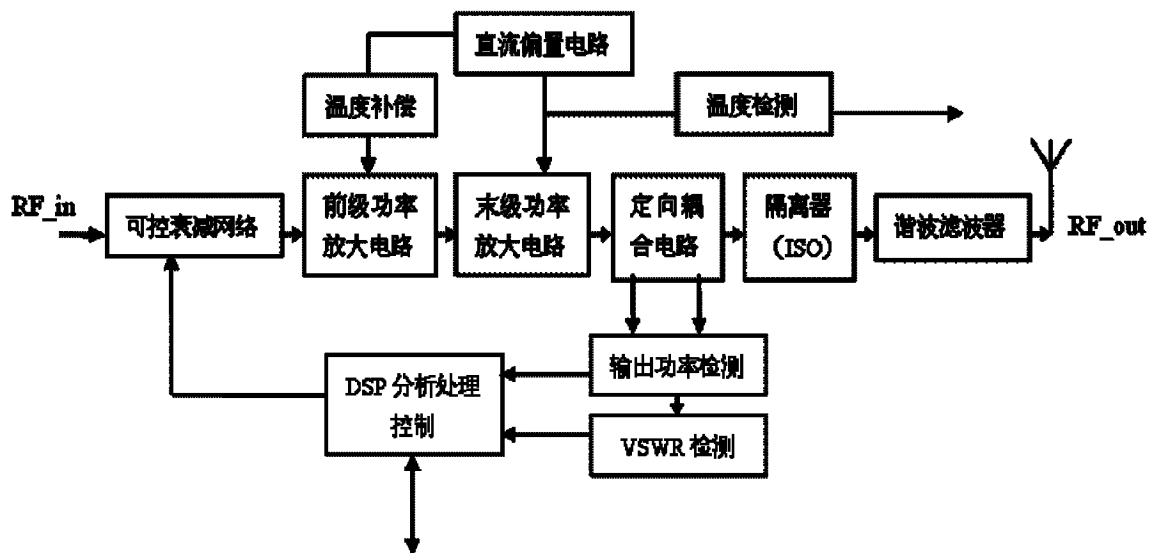 直流偏置电路
温度补偿
温度检测
RF_in
可控衰减网络
前级功率
放大电路
末级功率
放大电路
定向耦
合电路
隔离器
（ISO）
谐波滤波器
RF_out
输出功率检测
DSP 分析处理
控制
VSWR 检测